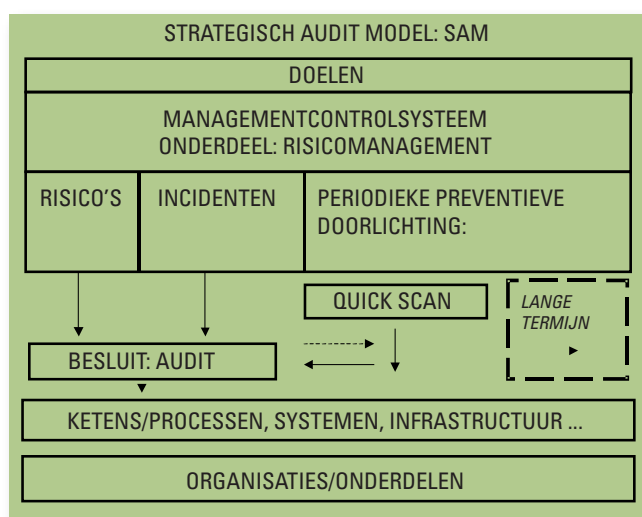 STRATEGISCH AUDIT MODEL: SAM
DOELEN
MANAGEMENTCONTROLSYSTEEM
ONDERDEEL: RISICOMANAGEMENT
RISICO'S
INCIDENTEN
PERIODIEKE PREVENTIEVE
DOORLICHTING:
QUICK SCAN
LANGE
TERMIJN
BESLUIT: AUDIT
KETENS/PROCESSEN, SYSTEMEN, INFRASTRUCTUUR ...
ORGANISATIES/ONDERDELEN